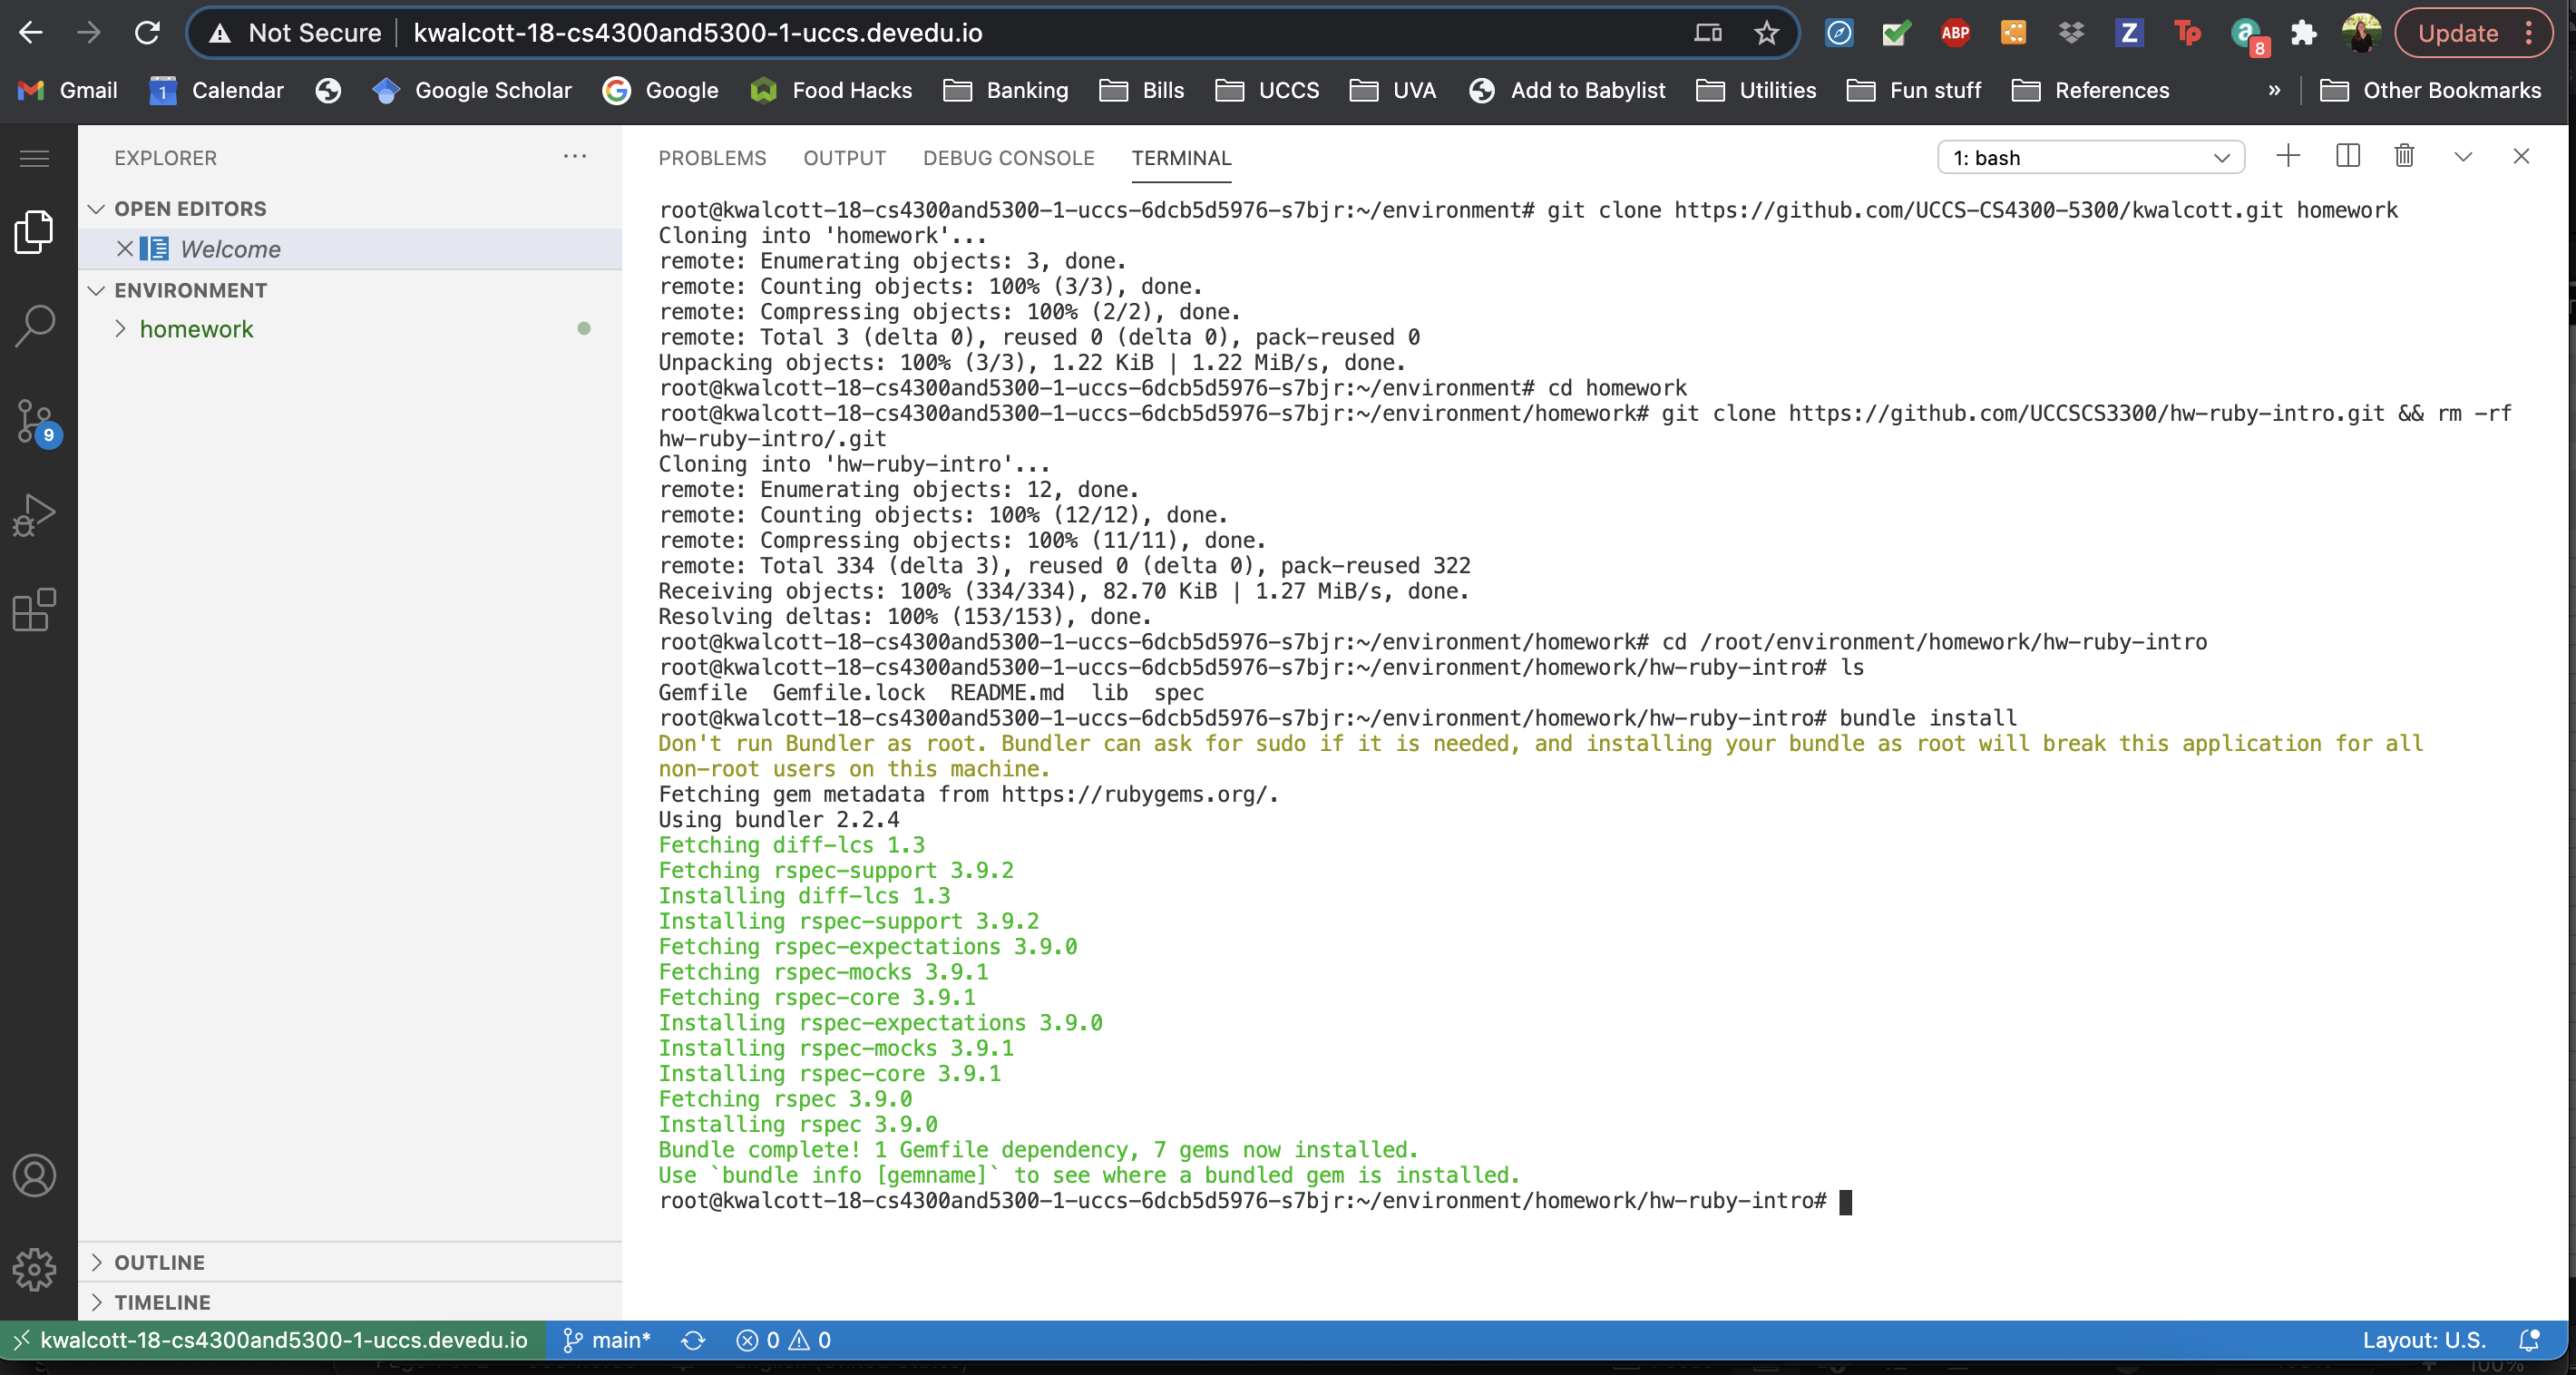 Not Secure kwalcott-18-cs4300and5300-1-uccs.devedu.io ABP Z Tp a 8 Update
Gmail 1 Calendar Google Scholar Google Food Hacks Banking Bills UCCS UVA Add to Babylist Utilities Fun stuff References » Other Bookmarks
EXPLORER ...
OPEN EDITORS
Welcome
ENVIRONMENT
homework
9
OUTLINE
TIMELINE
PROBLEMS OUTPUT DEBUG CONSOLE TERMINAL 1: bash
root@kwalcott-18-cs4300and5300-1-uccs-6dcb5d5976-s7bjr:~/environment# git clone https://github.com/UCCS-CS4300-5300/kwalcott.git homework
Cloning into 'homework'...
remote: Enumerating objects: 3, done.
remote: Counting objects: 100% (3/3), done.
remote: Compressing objects: 100% (2/2), done.
remote: Total 3 (delta 0), reused 0 (delta 0), pack-reused 0
Unpacking objects: 100% (3/3), 1.22 KiB | 1.22 MiB/s, done.
root@kwalcott-18-cs4300and5300-1-uccs-6dcb5d5976-s7bjr:~/environment# cd homework
root@kwalcott-18-cs4300and5300-1-uccs-6dcb5d5976-s7bjr:~/environment/homework# git clone https://github.com/UCCSCS3300/hw-ruby-intro.git && rm -rf
hw-ruby-intro/.git
Cloning into 'hw-ruby-intro'...
remote: Enumerating objects: 12, done.
remote: Counting objects: 100% (12/12), done.
remote: Compressing objects: 100% (11/11), done.
remote: Total 334 (delta 3), reused 0 (delta 0), pack-reused 322
Receiving objects: 100% (334/334), 82.70 KiB | 1.27 MiB/s, done.
Resolving deltas: 100% (153/153), done.
root@kwalcott-18-cs4300and5300-1-uccs-6dcb5d5976-s7bjr:~/environment/homework# cd /root/environment/homework/hw-ruby-intro
root@kwalcott-18-cs4300and5300-1-uccs-6dcb5d5976-s7bjr:~/environment/homework/hw-ruby-intro# ls
Gemfile Gemfile.lock README.md lib spec
root@kwalcott-18-cs4300and5300-1-uccs-6dcb5d5976-s7bjr:~/environment/homework/hw-ruby-intro# bundle install
Don't run Bundler as root. Bundler can ask for sudo if it is needed, and installing your bundle as root will break this application for all
non-root users on this machine.
Fetching gem metadata from https://rubygems.org/.
Using bundler 2.2.4
Fetching diff-lcs 1.3
Fetching rspec-support 3.9.2
Installing diff-lcs 1.3
Installing rspec-support 3.9.2
Fetching rspec-expectations 3.9.0
Fetching rspec-mocks 3.9.1
Fetching rspec-core 3.9.1
Installing rspec-expectations 3.9.0
Installing rspec-mocks 3.9.1
Installing rspec-core 3.9.1
Fetching rspec 3.9.0
Installing rspec 3.9.0
Bundle complete! 1 Gemfile dependency, 7 gems now installed.
Use `bundle info [gemname]` to see where a bundled gem is installed.
root@kwalcott-18-cs4300and5300-1-uccs-6dcb5d5976-s7bjr:~/environment/homework/hw-ruby-intro#
kwalcott-18-cs4300and5300-1-uccs.devedu.io main* 0 0 Layout: U.S.